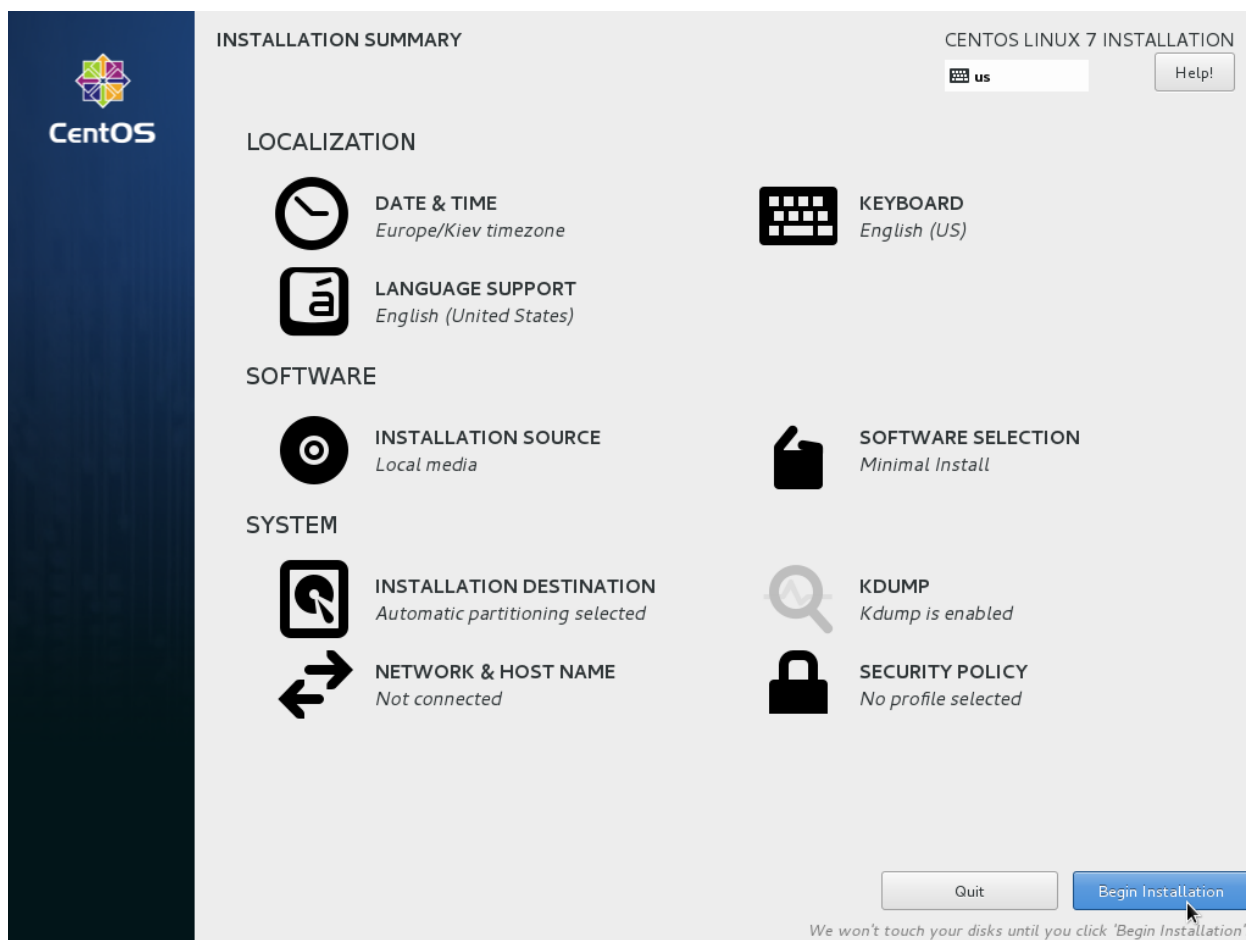 INSTALLATION SUMMARY
CENTOS LINUX 7 INSTALLATION
us
Help!
CentOS
LOCALIZATION
DATE & TIME
Europe/Kiev timezone
KEYBOARD
English (US)
á
LANGUAGE SUPPORT
English (United States)
SOFTWARE
INSTALLATION SOURCE
Local media
SOFTWARE SELECTION
Minimal Install
SYSTEM
INSTALLATION DESTINATION
Automatic partitioning selected
KDUMP
Kdump is enabled
NETWORK & HOST NAME
Not connected
SECURITY POLICY
No profile selected
Quit
Begin Installation
We won't touch your disks until you click 'Begin Installation'